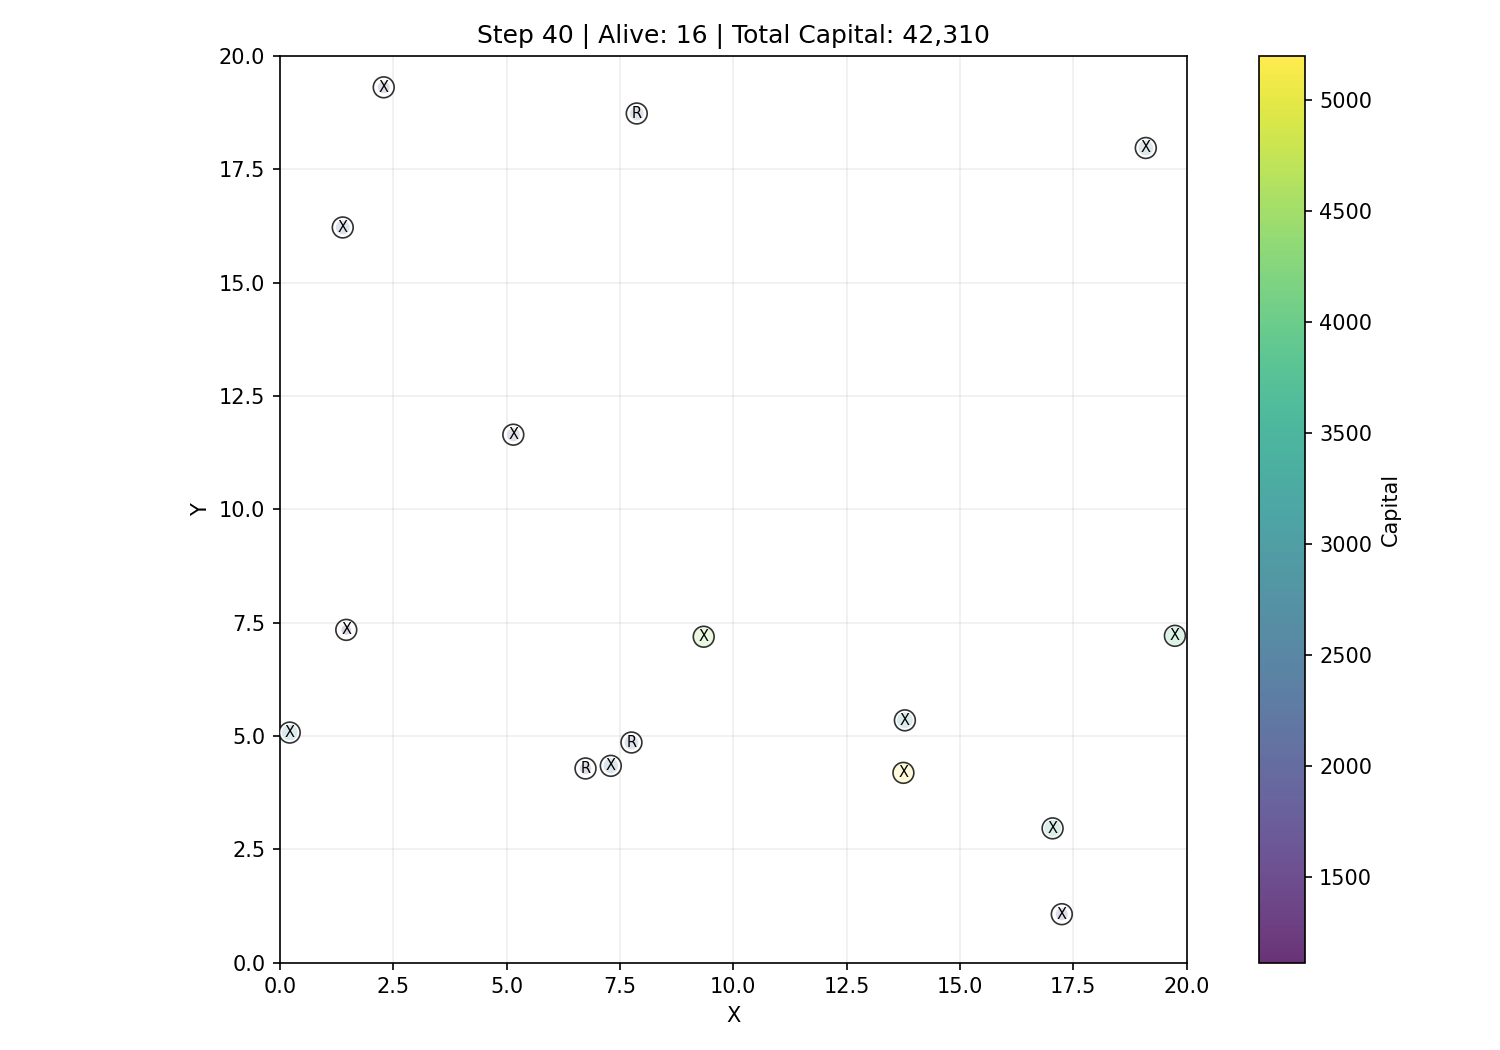 Step 40 | Alive: 16 | Total Capital: 42,310
20.0
17.5
15.0
12.5
10.0
7.5
5.0
2.5
0.0
Y
X
R
X
X
X
X
X
X
X
X
R
R
X
X
X
X
0.0 2.5 5.0 7.5 10.0 12.5 15.0 17.5 20.0
X
5000
4500
4000
3500
3000
2500
2000
1500
Capital